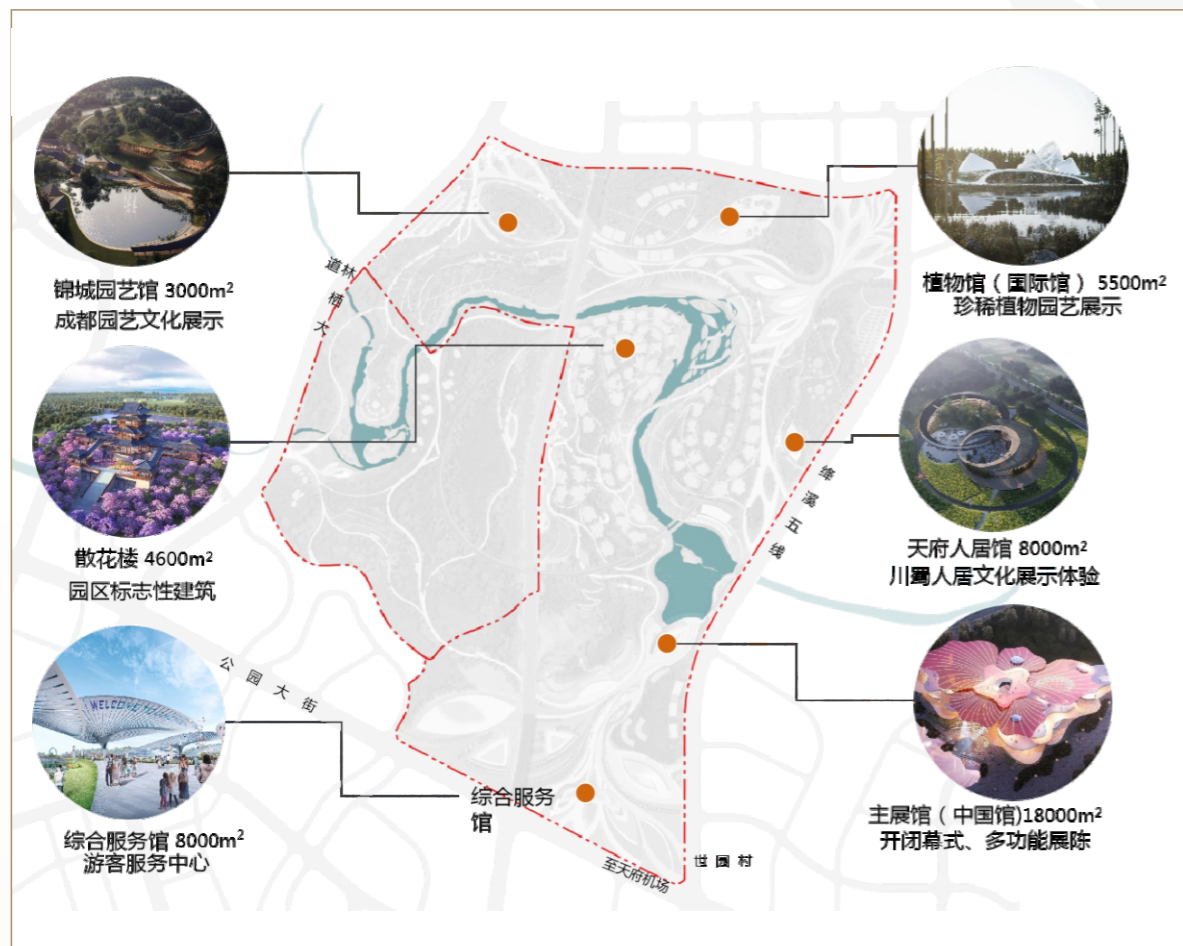 锦城园艺馆 3000m²
成都园艺文化展示
散花楼 4600m²
园区标志性建筑
WELCOME
综合服务馆 8000m²
游客服务中心
道林
栖
大
公园大街
综合服务
馆
至天府机场
世园村
绛溪五线
植物馆（国际馆） 5500m²
珍稀植物园艺展示
天府人居馆 8000m²
川蜀人居文化展示体验
主展馆（中国馆)18000m²
开闭幕式、多功能展陈